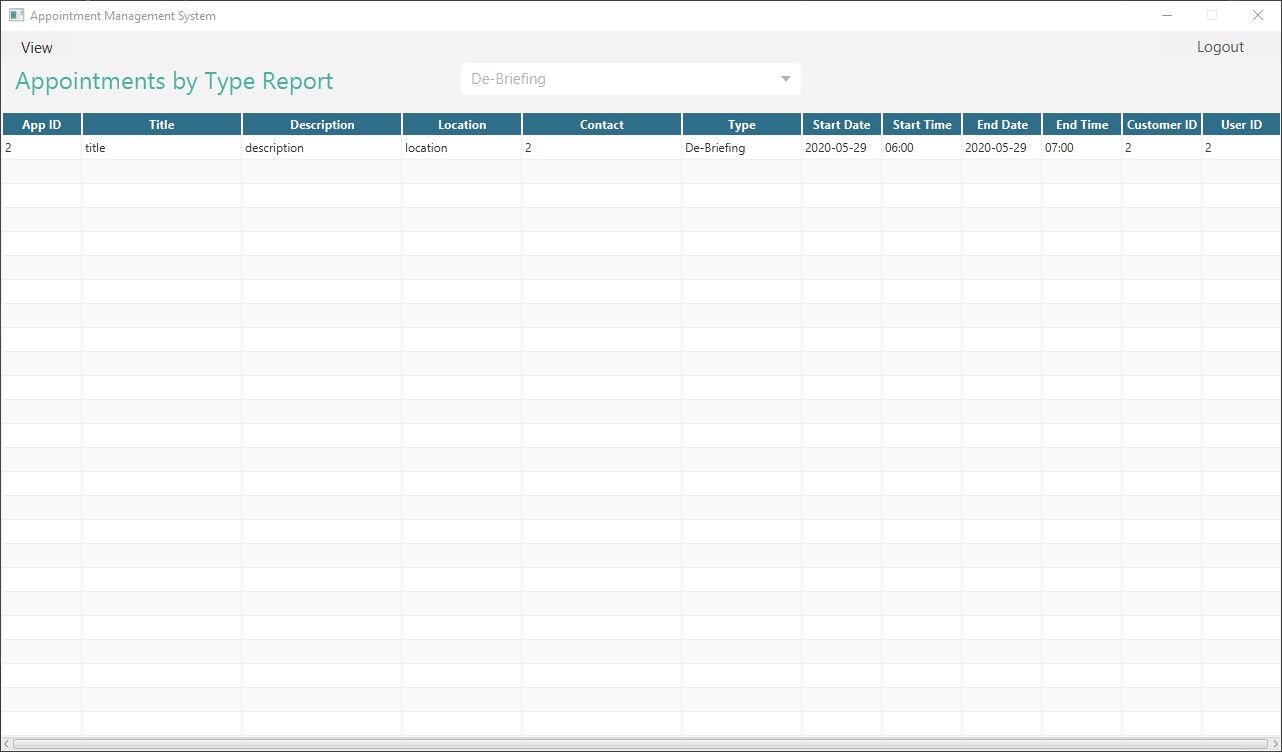 Appointment Management System
View
Logout
Appointments by Type Report
De-Briefing
App ID Title Description Location Contact Type Start Date Start Time End Date End Time Customer ID User ID
2 title description location 2 De-Briefing 2020-05-29 06:00 2020-05-29 07:00 2 2